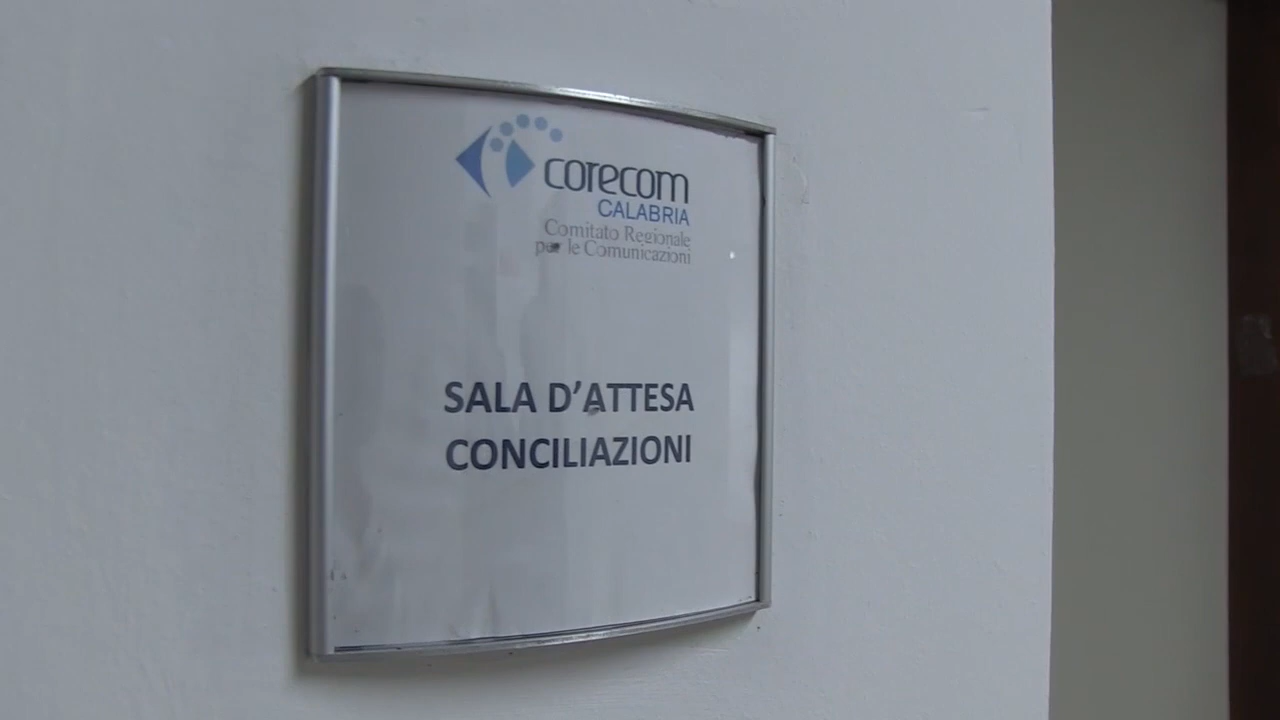 corecom
CALABRIA
Comitato Regionale
per le Comunicazioni
SALA D'ATTESA
CONCILIAZIONI